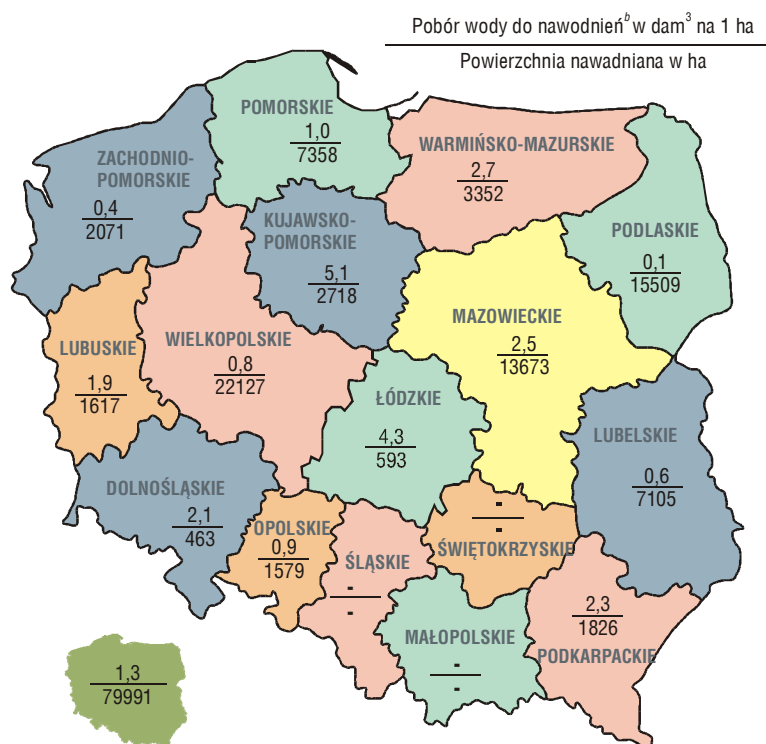 Pobór wody do nawodnień^b w dam^3 na 1 ha
Powierzchnia nawadniana w ha
POMORSKIE
1,0
7358
WARMIŃSKO-MAZURSKIE
2,7
3352
ZACHODNIO-
POMORSKIE
0,4
2071
KUJAWSKO-
POMORSKIE
5,1
2718
PODLASKIE
0,1
15509
MAZOWIECKIE
2,5
13673
LUBUSKIE
1,9
1617
WIELKOPOLSKIE
0,8
22127
ŁÓDZKIE
4,3
593
LUBELSKIE
0,6
7105
DOLNOŚLĄSKIE
2,1
463
OPOLSKIE
0,9
1579
ŚLĄSKIE
-
-
-
-
ŚWIĘTOKRZYSKIE
MAŁOPOLSKIE
-
-
2,3
1826
PODKARPACKIE
1,3
79991